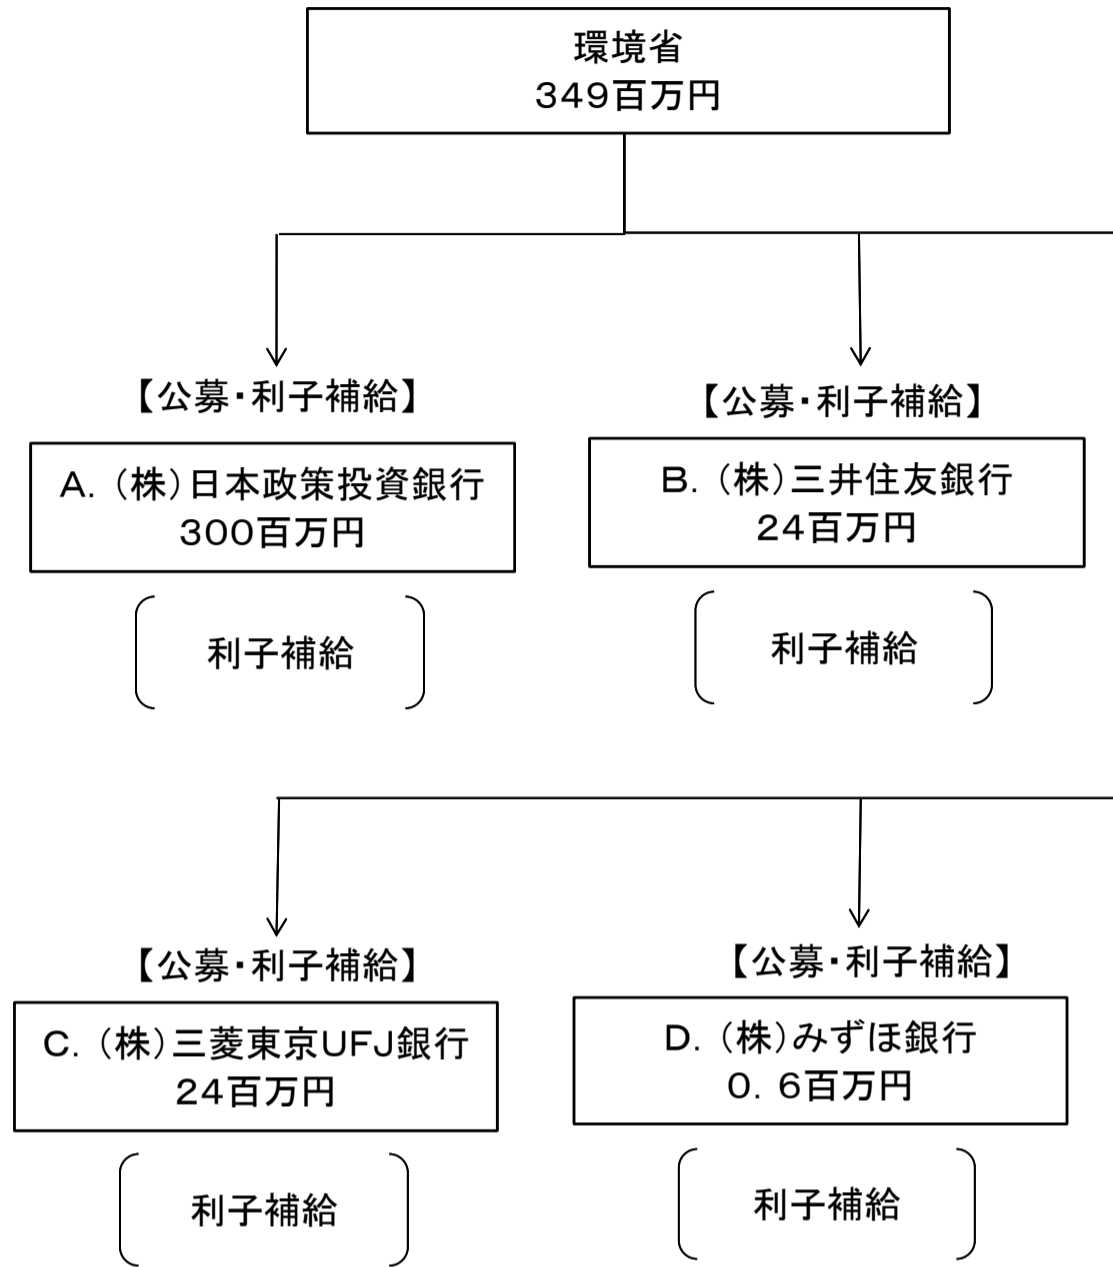 環境省
349百万円
【公募・利子補給】
A.（株）日本政策投資銀行
300百万円
利子補給
【公募・利子補給】
B.（株）三井住友銀行
24百万円
利子補給
【公募・利子補給】
C.（株）三菱東京UFJ銀行
24百万円
利子補給
【公募・利子補給】
D.（株）みずほ銀行
0. 6百万円
利子補給